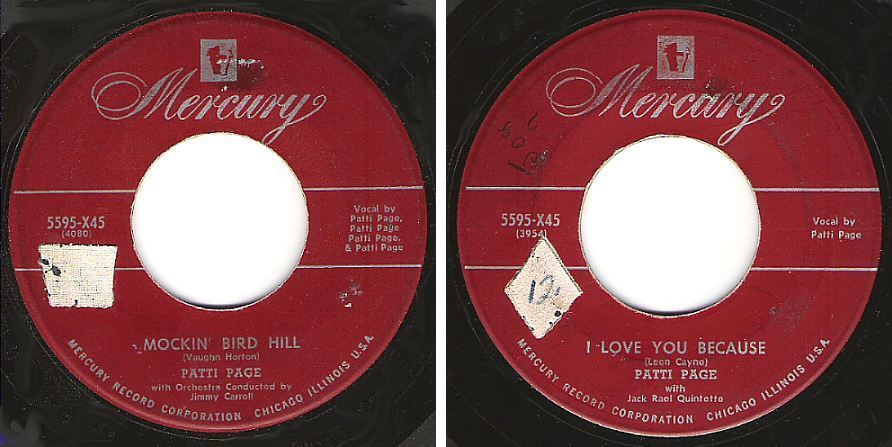 Mercury
5595-X45
(4080)
Vocal by
Patti Page,
Patti Page
Patti Page,
& Patti Page
MOCKIN' BIRD HILL
(Vaughn Horton)
PATTI PAGE
with Orchestra Conducted by
Jimmy Carroll
MERCURY RECORD CORPORATION CHICAGO ILLINOIS U.S.A.
Mercury
5595-X45
(3954)
Vocal by
Patti Page
12.
I LOVE YOU BECAUSE
(Leon Cayne)
PATTI PAGE
with
Jack Rael Quintette
MERCURY RECORD CORPORATION CHICAGO ILLINOIS U.S.A.